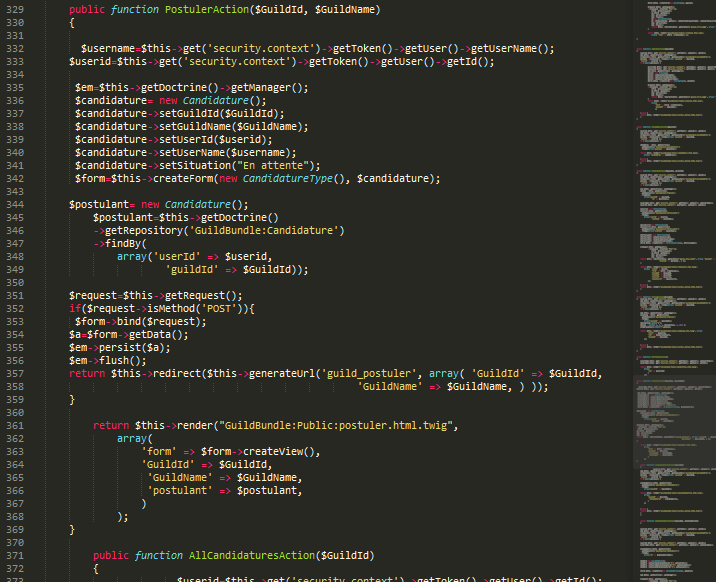 329 public function PostulerAction($GuildId, $GuildName)
330 {
331
332 $username=$this->get('security.context')->getToken()->getUser()->getUserName();
333 $userid=$this->get('security.context')->getToken()->getUser()->getId();
334
335 $em=$this->getDoctrine()->getManager();
336 $candidature= new Candidature();
337 $candidature->setGuildId($GuildId);
338 $candidature->setGuildName($GuildName);
339 $candidature->setUserId($userid);
340 $candidature->setUserName($username);
341 $candidature->setSituation("En attente");
342 $form=$this->createForm(new CandidatureType(), $candidature);
343
344 $postulant= new Candidature();
345 $postulant=$this->getDoctrine()
346 ->getRepository('GuildBundle:Candidature')
347 ->findBy(
348 array('userId' => $userid,
349 'guildId' => $GuildId));
350
351 $request=$this->getRequest();
352 if($request->isMethod('POST')){
353 $form->bind($request);
354 $a=$form->getData();
355 $em->persist($a);
356 $em->flush();
357 return $this->redirect($this->generateUrl('guild_postuler', array( 'GuildId' => $GuildId,
358 'GuildName' => $GuildName, ) ));
359 }
360
361 return $this->render("GuildBundle:Public:postuler.html.twig",
362 array(
363 'form' => $form->createView(),
364 'GuildId' => $GuildId,
365 'GuildName' => $GuildName,
366 'postulant' => $postulant,
367 )
368 );
369 }
370
371 public function AllCandidaturesAction($GuildId)
372 {
373 $userid=$this->get('security.context')->getToken()->getUser()->getId();